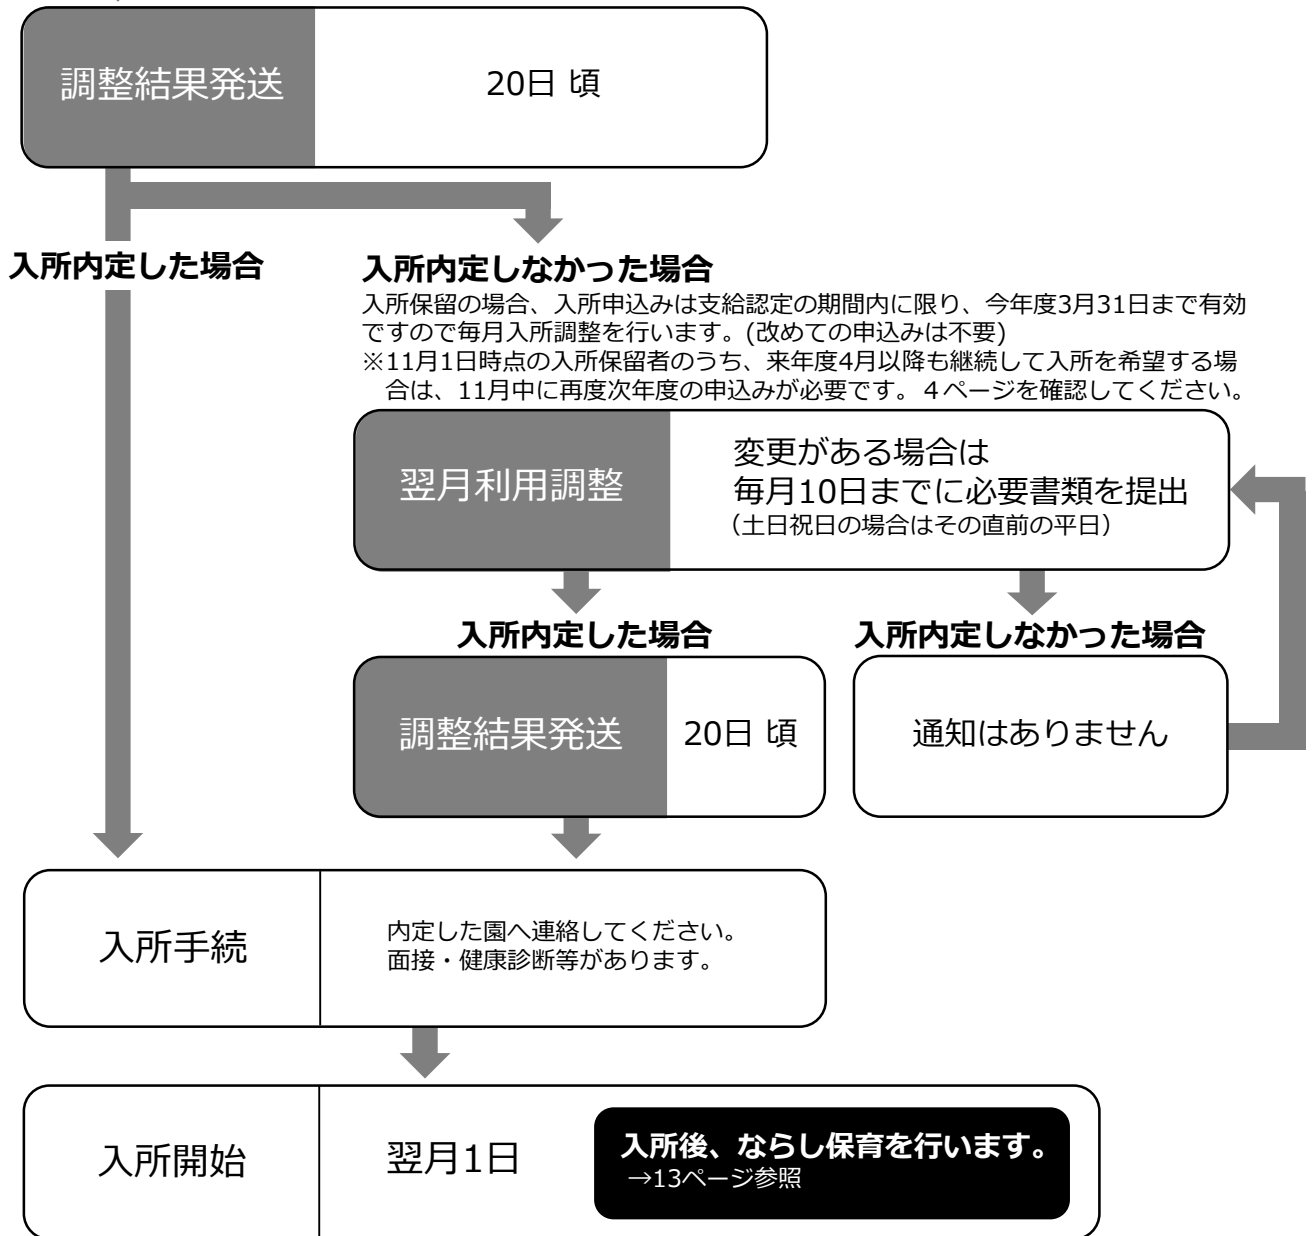 調整結果発送
20日 頃
入所内定した場合
入所内定しなかった場合
入所保留の場合、入所申込みは支給認定の期間内に限り、今年度3月31日まで有効
ですので毎月入所調整を行います。(改めての申込みは不要)
※11月1日時点の入所保留者のうち、来年度4月以降も継続して入所を希望する場
合は、11月中に再度次年度の申込みが必要です。４ページを確認してください。
翌月利用調整
変更がある場合は
毎月10日までに必要書類を提出
（土日祝日の場合はその直前の平日）
入所内定した場合
入所内定しなかった場合
調整結果発送
20日 頃
通知はありません
入所手続
内定した園へ連絡してください。
面接・健康診断等があります。
入所開始
翌月1日
入所後、ならし保育を行います。
→13ページ参照